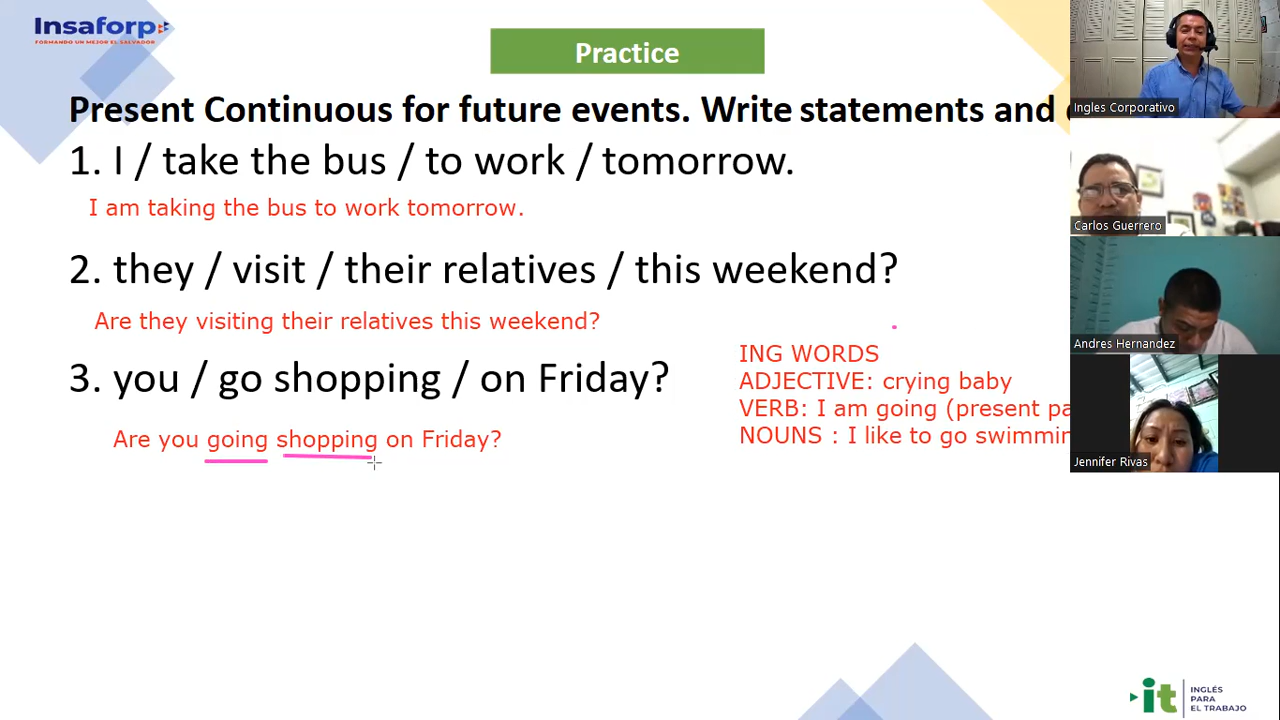 Insaforp
FORMANDO UN MEJOR EL SALVADOR
Practice
Present Continuous for future events. Write statements and
1. I / take the bus / to work / tomorrow.
I am taking the bus to work tomorrow.
2. they / visit / their relatives / this weekend?
Are they visiting their relatives this weekend?
3. you / go shopping / on Friday?
Are you going shopping on Friday?
ING WORDS
ADJECTIVE: crying baby
VERB: I am going (present pa
NOUNS : I like to go swimmin
Ingles Corporativo
Carlos Guerrero
Andres Hernandez
Jennifer Rivas
it
INGLÉS
PARA
EL TRABAJO